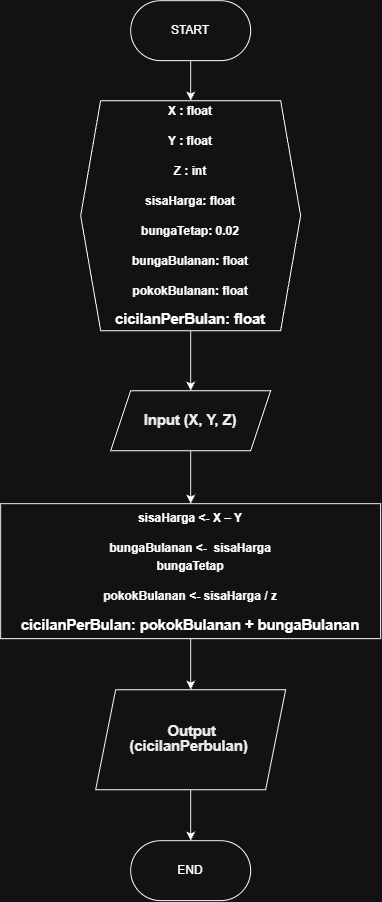 START
X : float
Y : float
Z : int
sisaHarga: float
bungaTetap: 0.02
bungaBulanan: float
pokokBulanan: float
cicilanPerBulan: float
Input (X, Y, Z)
sisaHarga <- X – Y
bungaBulanan <- sisaHarga
bungaTetap
pokokBulanan <- sisaHarga / z
cicilanPerBulan: pokokBulanan + bungaBulanan
Output
(cicilanPerbulan)
END